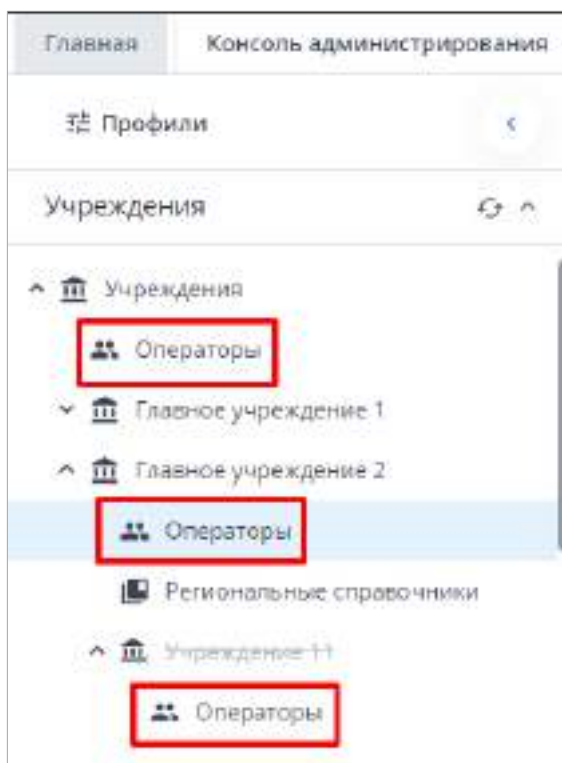 Главная Консоль администрирования
Профили
Учреждения
Учреждения
Операторы
Главное учреждение 1
Главное учреждение 2
Операторы
Региональные справочники
Учреждение 11
Операторы